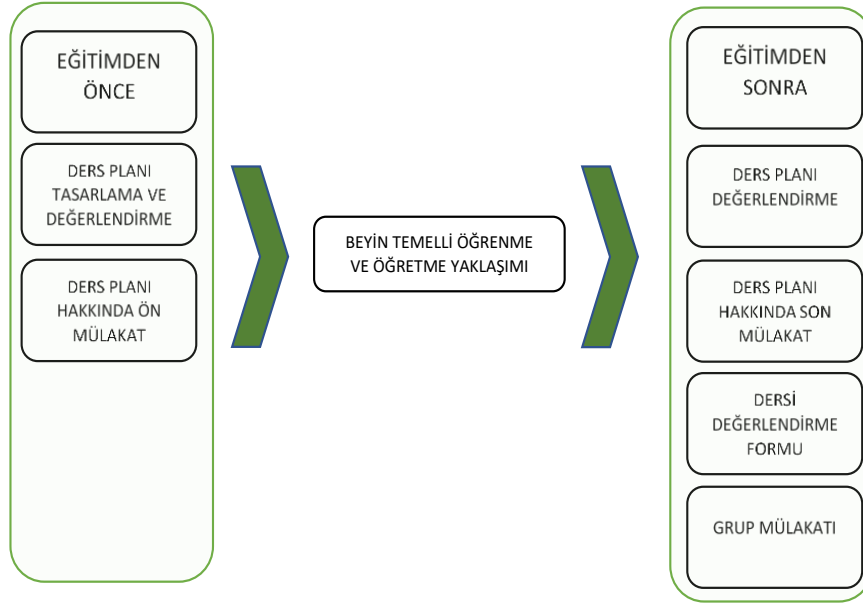 EĞİTİMDEN
ÖNCE
DERS PLANI
TASARLAMA VE
DEĞERLENDİRME
DERS PLANI
HAKKINDA ÖN
MÜLAKAT
BEYİN TEMELLİ ÖĞRENME
VE ÖĞRETME YAKLAŞIMI
EĞİTİMDEN
SONRA
DERS PLANI
DEĞERLENDİRME
DERS PLANI
HAKKINDA SON
MÜLAKAT
DERSİ
DEĞERLENDİRME
FORMU
GRUP MÜLAKATI